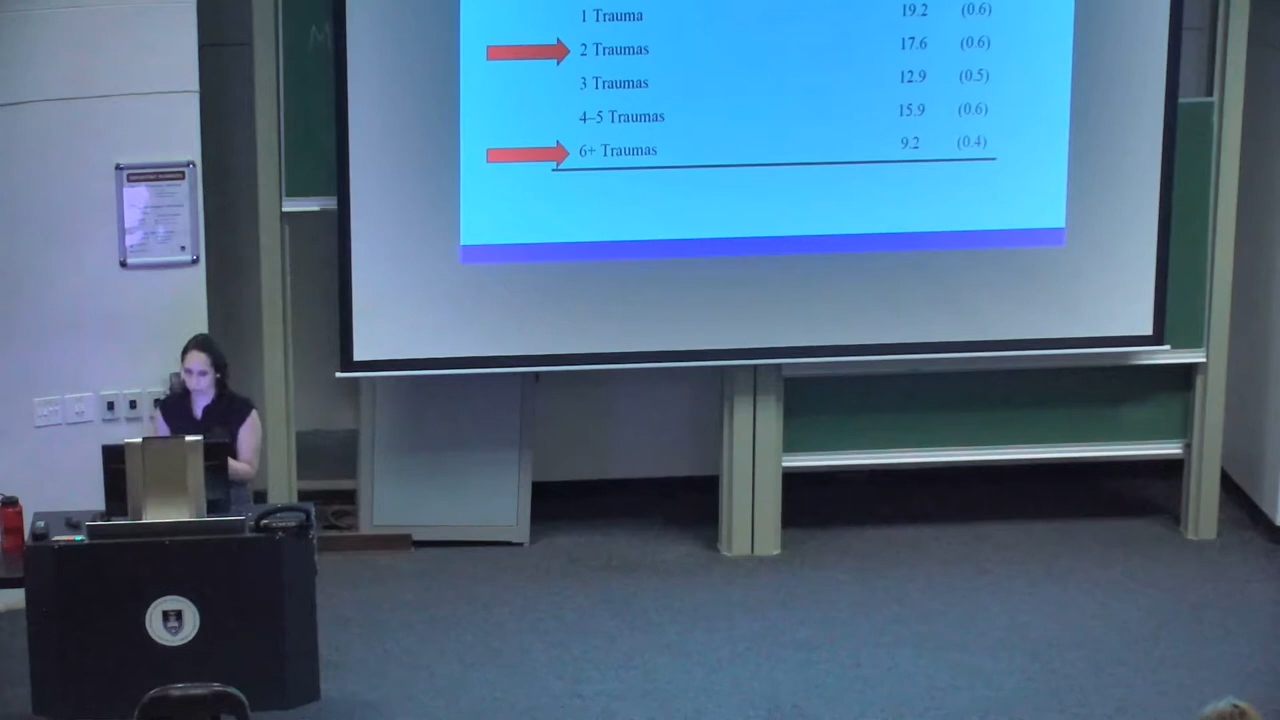 1 Trauma 19.2 (0.6)
2 Traumas 17.6 (0.6)
3 Traumas 12.9 (0.5)
4–5 Traumas 15.9 (0.6)
6+ Traumas 9.2 (0.4)
M